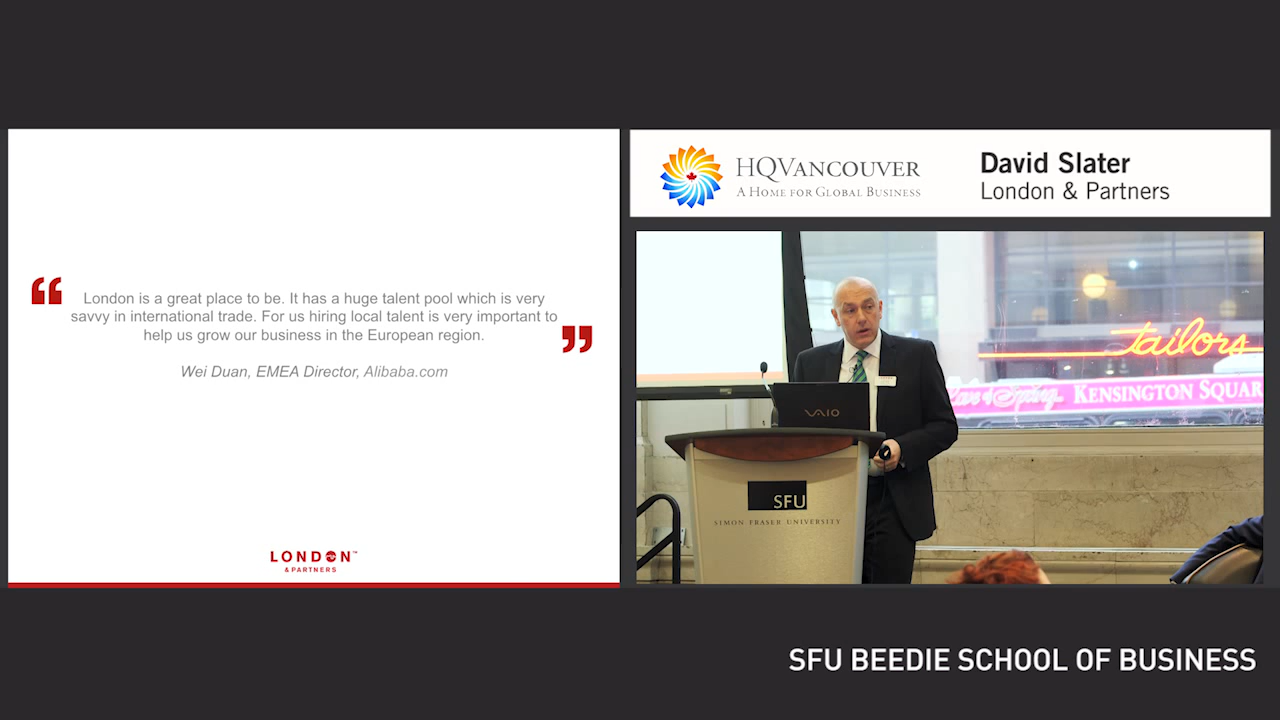 “ London is a great place to be. It has a huge talent pool which is very
savvy in international trade. For us hiring local talent is very important to
help us grow our business in the European region. ”
Wei Duan, EMEA Director, Alibaba.com
LONDON™
& PARTNERS
HQVANCOUVER
A HOME FOR GLOBAL BUSINESS
David Slater
London & Partners
tailors
KENSINGTON SQUAR
VAIO
SFU
SIMON FRASER UNIVERSITY
SFU BEEDIE SCHOOL OF BUSINESS